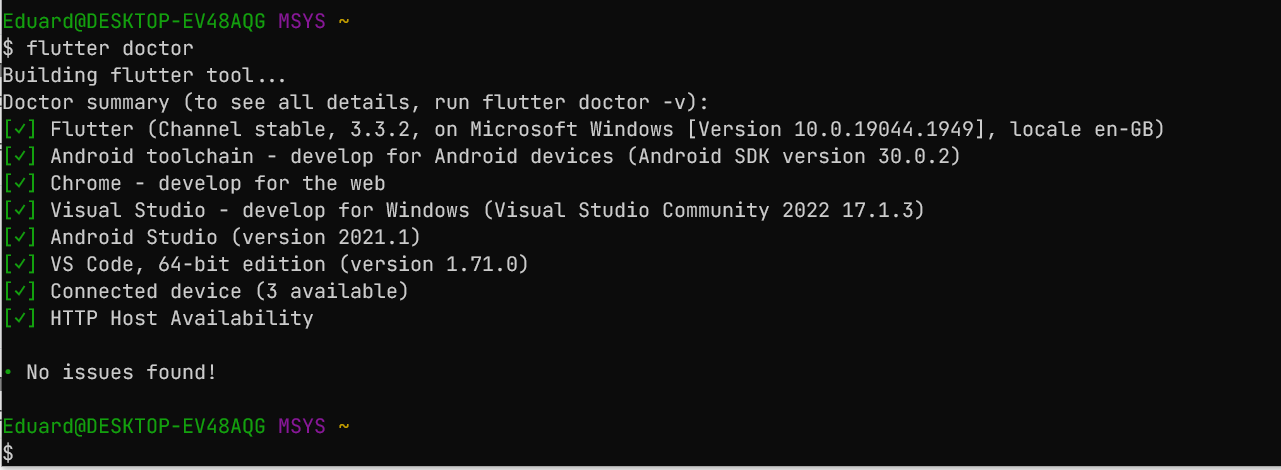 Eduard@DESKTOP-EV48AQG MSYS ~
$ flutter doctor
Building flutter tool...
Doctor summary (to see all details, run flutter doctor -v):
[✓] Flutter (Channel stable, 3.3.2, on Microsoft Windows [Version 10.0.19044.1949], locale en-GB)
[✓] Android toolchain - develop for Android devices (Android SDK version 30.0.2)
[✓] Chrome - develop for the web
[✓] Visual Studio - develop for Windows (Visual Studio Community 2022 17.1.3)
[✓] Android Studio (version 2021.1)
[✓] VS Code, 64-bit edition (version 1.71.0)
[✓] Connected device (3 available)
[✓] HTTP Host Availability
• No issues found!
Eduard@DESKTOP-EV48AQG MSYS ~
$